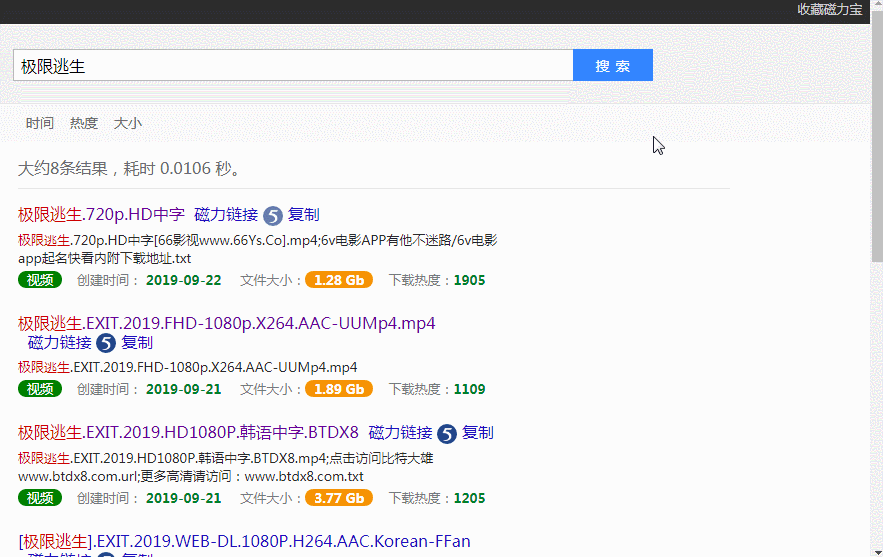 收藏磁力宝
极限逃生
搜 索
时间 热度 大小
大约8条结果，耗时 0.0106 秒。
极限逃生.720p.HD中字 磁力链接 5 复制
极限逃生.720p.HD中字[66影视www.66Ys.Co].mp4;6v电影APP有他不迷路/6v电影
app起名快看内附下载地址.txt
视频 创建时间： 2019-09-22 文件大小：1.28 Gb 下载热度：1905
极限逃生.EXIT.2019.FHD-1080p.X264.AAC-UUMp4.mp4
磁力链接 5 复制
极限逃生.EXIT.2019.FHD-1080p.X264.AAC-UUMp4.mp4
视频 创建时间： 2019-09-21 文件大小：1.89 Gb 下载热度：1109
极限逃生.EXIT.2019.HD1080P.韩语中字.BTDX8 磁力链接 5 复制
极限逃生.EXIT.2019.HD1080P.韩语中字.BTDX8.mp4;点击访问比特大雄
www.btdx8.com.url;更多高清请访问：www.btdx8.com.txt
视频 创建时间： 2019-09-21 文件大小：3.77 Gb 下载热度：1205
[极限逃生].EXIT.2019.WEB-DL.1080P.H264.AAC.Korean-FFan